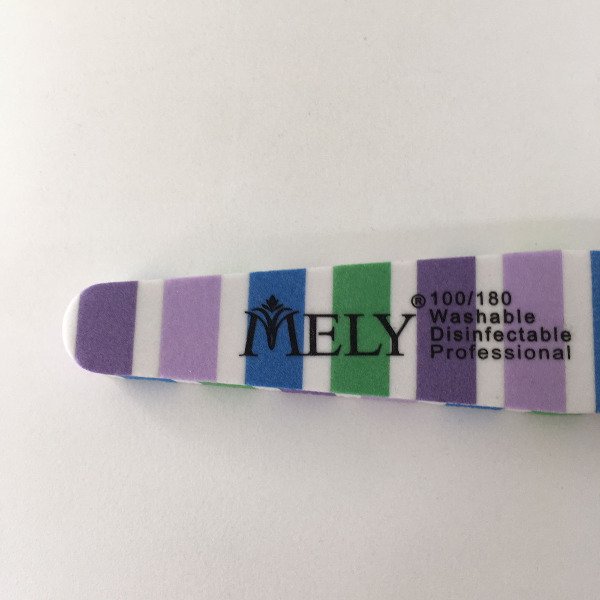 MELY®
100/180
Washable
Disinfectable
Professional